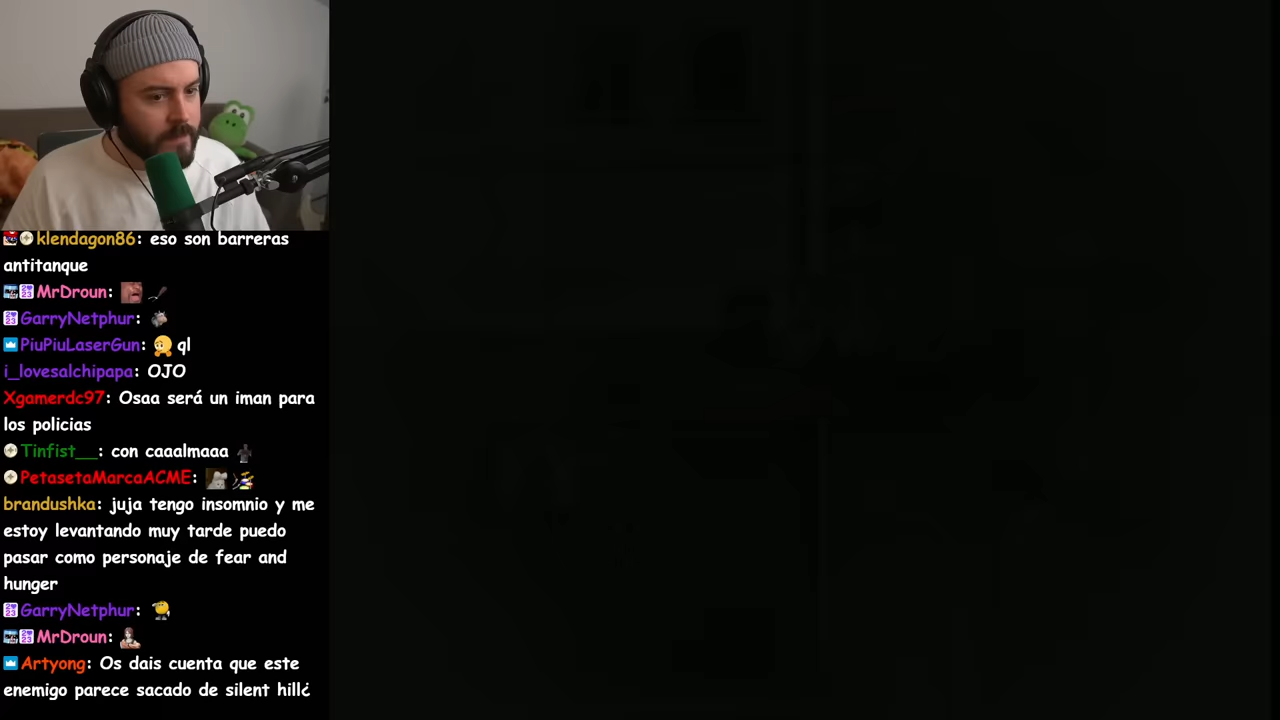 klendagon86: eso son barreras
antitanque
MrDroun:
GarryNetphur:
PiuPiuLaserGun: ql
i_lovesalchipapa: OJO
Xgamerdc97: Osaa será un iman para
los policias
Tinfist__: con caaalmaaa
PetasetaMarcaACME:
brandushka: juja tengo insomnio y me
estoy levantando muy tarde puedo
pasar como personaje de fear and
hunger
GarryNetphur:
MrDroun:
Artyong: Os dais cuenta que este
enemigo parece sacado de silent hill¿